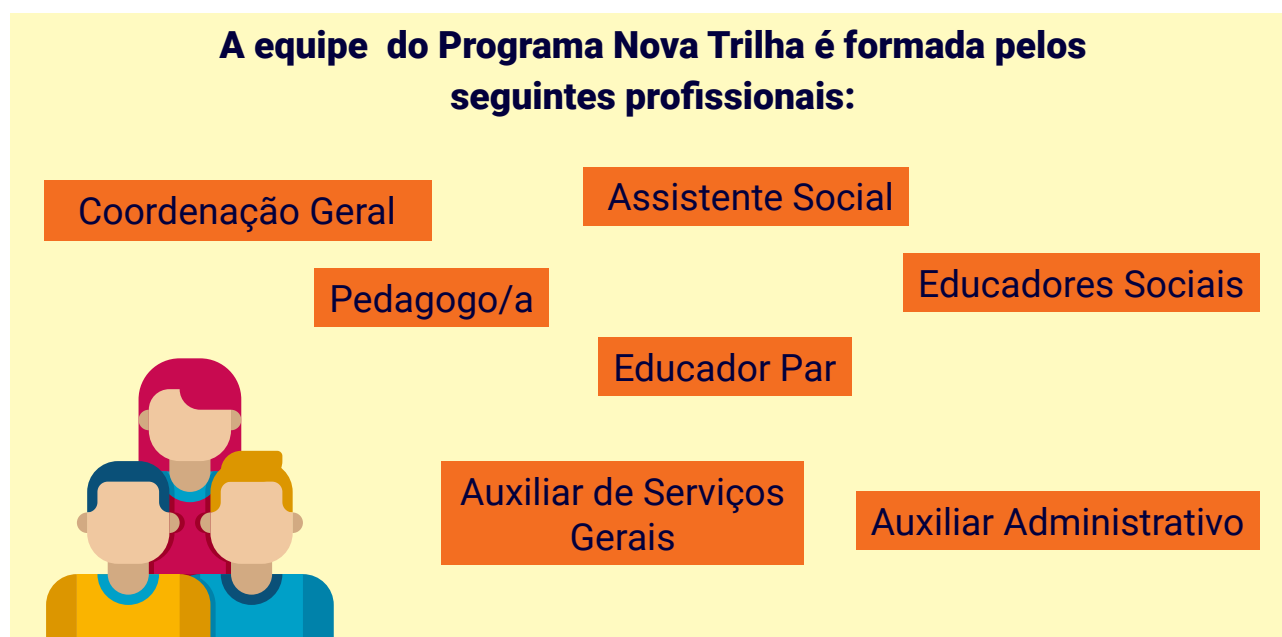 A equipe do Programa Nova Trilha é formada pelos
seguintes profissionais:
Coordenação Geral
Assistente Social
Pedagogo/a
Educadores Sociais
Educador Par
Auxiliar de Serviços
Gerais
Auxiliar Administrativo